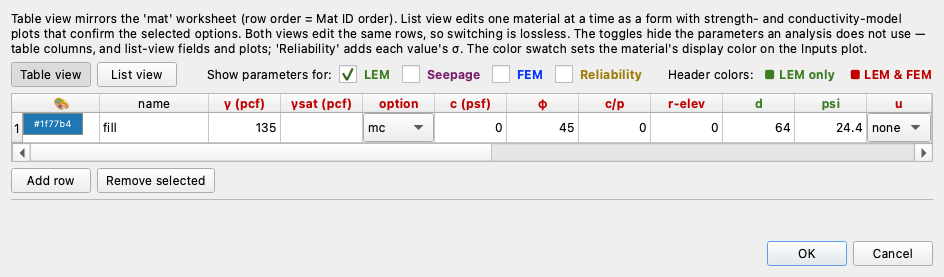 Table view mirrors the 'mat' worksheet (row order = Mat ID order). List view edits one material at a time as a form with strength- and conductivity-model
plots that confirm the selected options. Both views edit the same rows, so switching is lossless. The toggles hide the parameters an analysis does not use —
table columns, and list-view fields and plots; 'Reliability' adds each value's σ. The color swatch sets the material's display color on the Inputs plot.
Table view List view Show parameters for: LEM Seepage FEM Reliability Header colors: LEM only LEM & FEM
name γ (pcf) γsat (pcf) option c (psf) ϕ c/p r-elev d psi u
1 #1f77b4 fill 135 mc 0 45 0 0 64 24.4 none
Add row Remove selected
OK Cancel